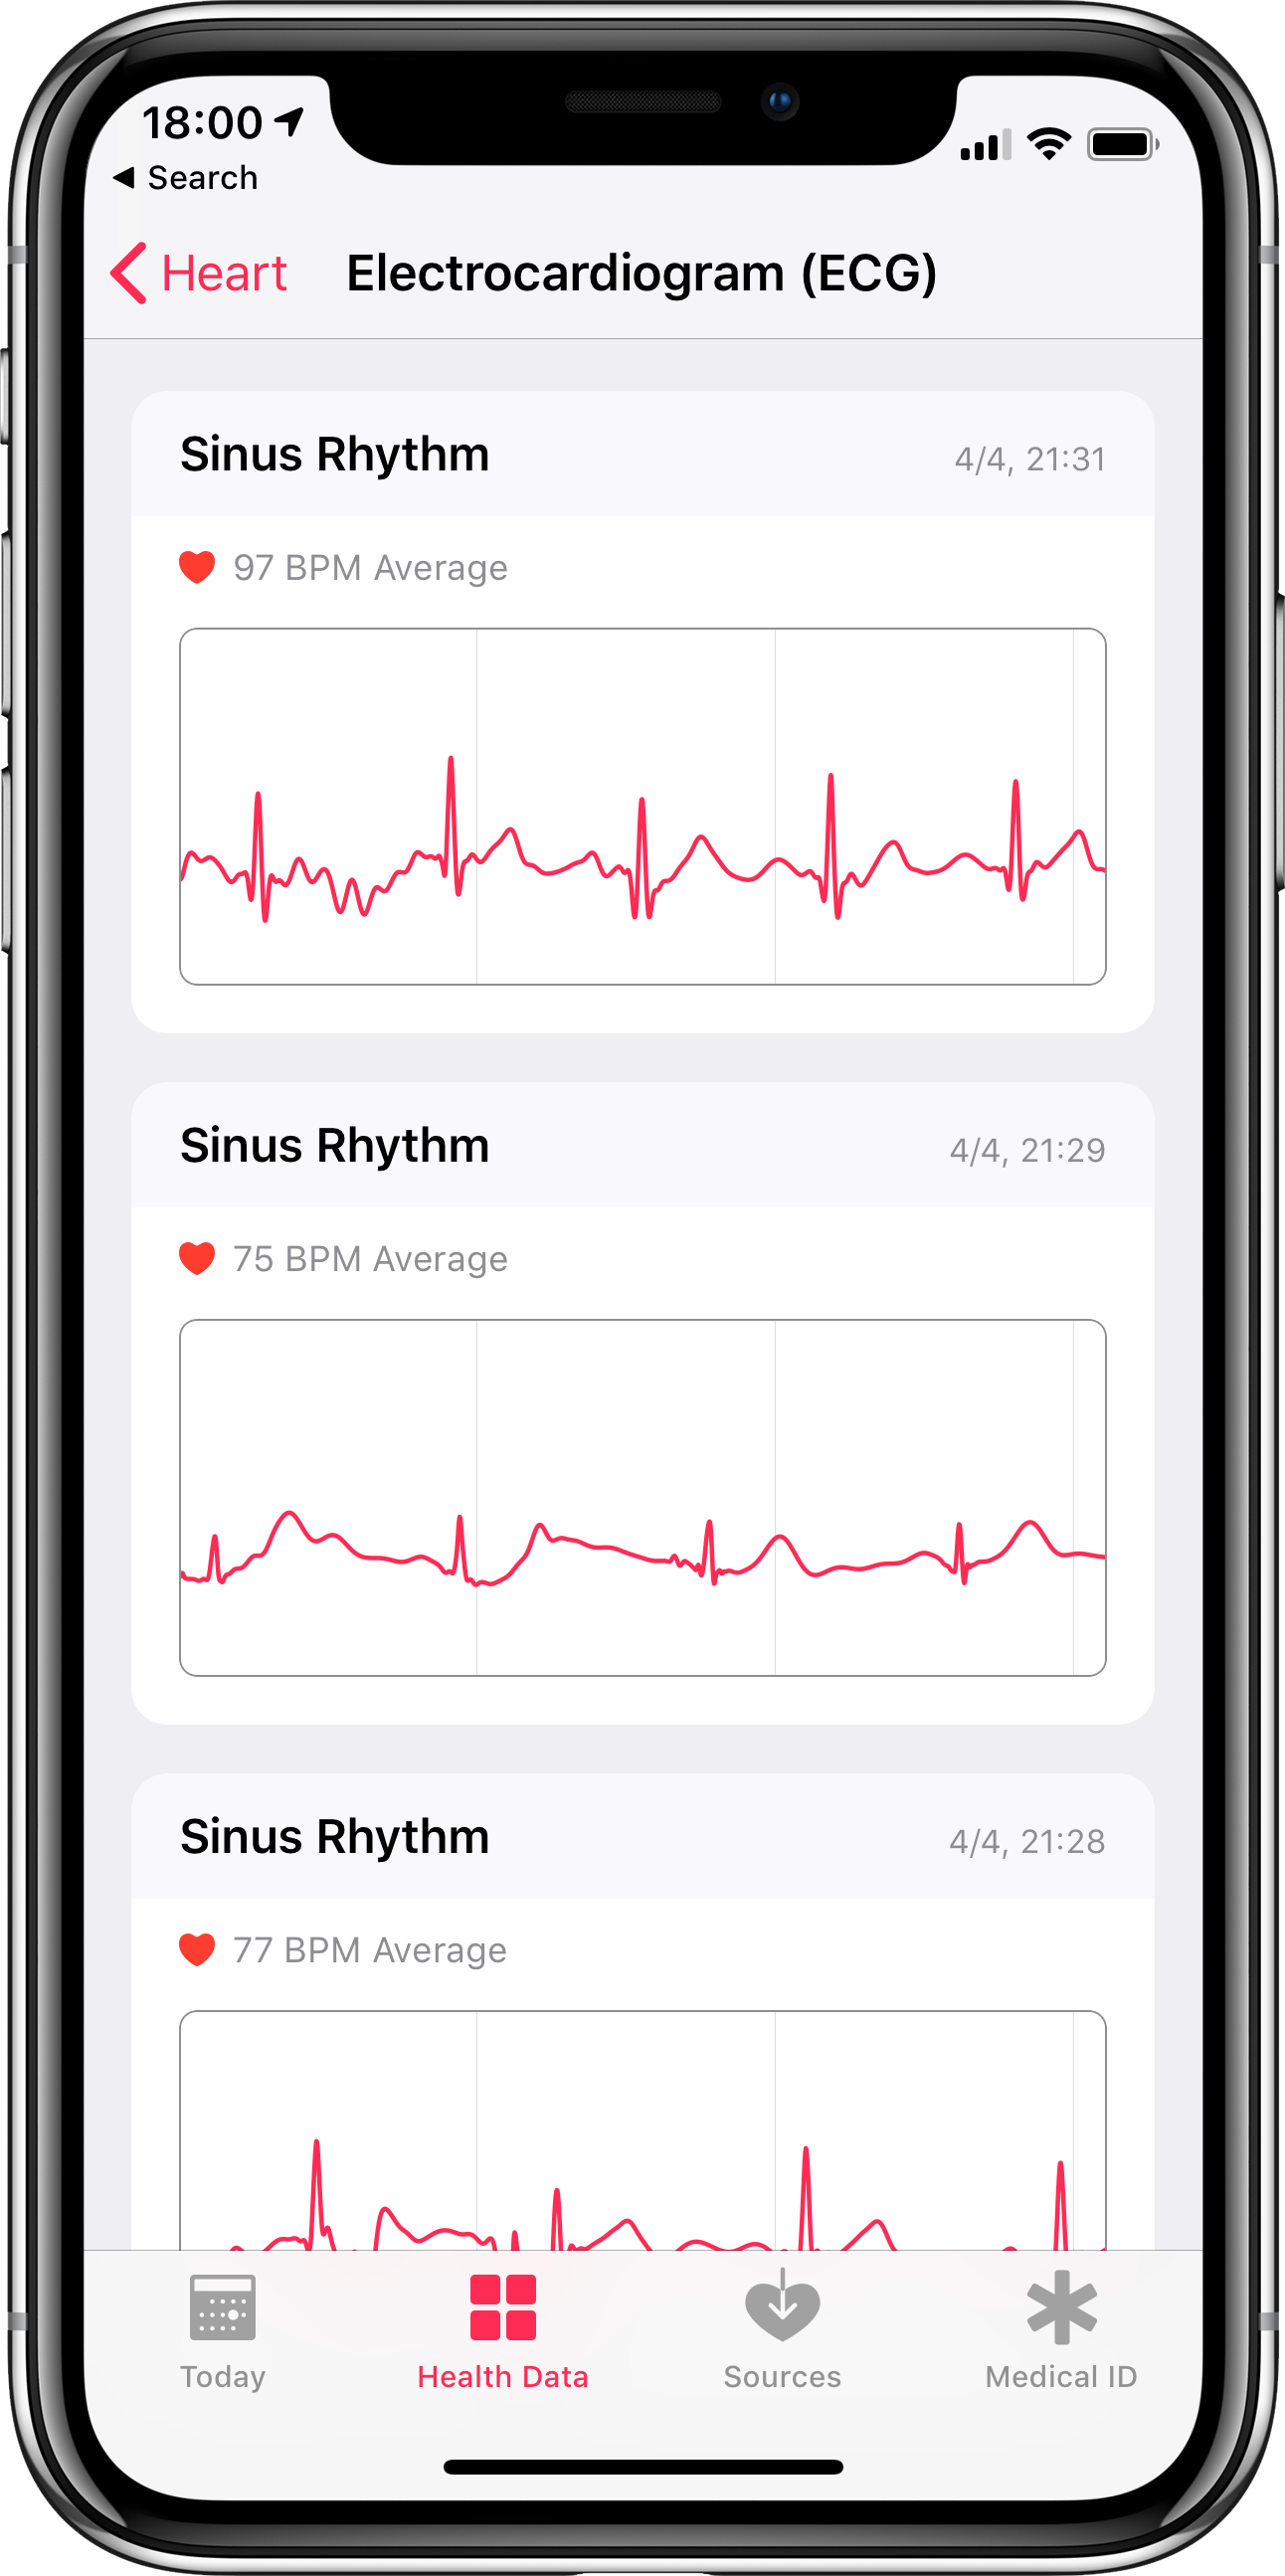 18:00
Search
Heart Electrocardiogram (ECG)
Sinus Rhythm 4/4, 21:31
97 BPM Average
Sinus Rhythm 4/4, 21:29
75 BPM Average
Sinus Rhythm 4/4, 21:28
77 BPM Average
Today Health Data Sources Medical ID